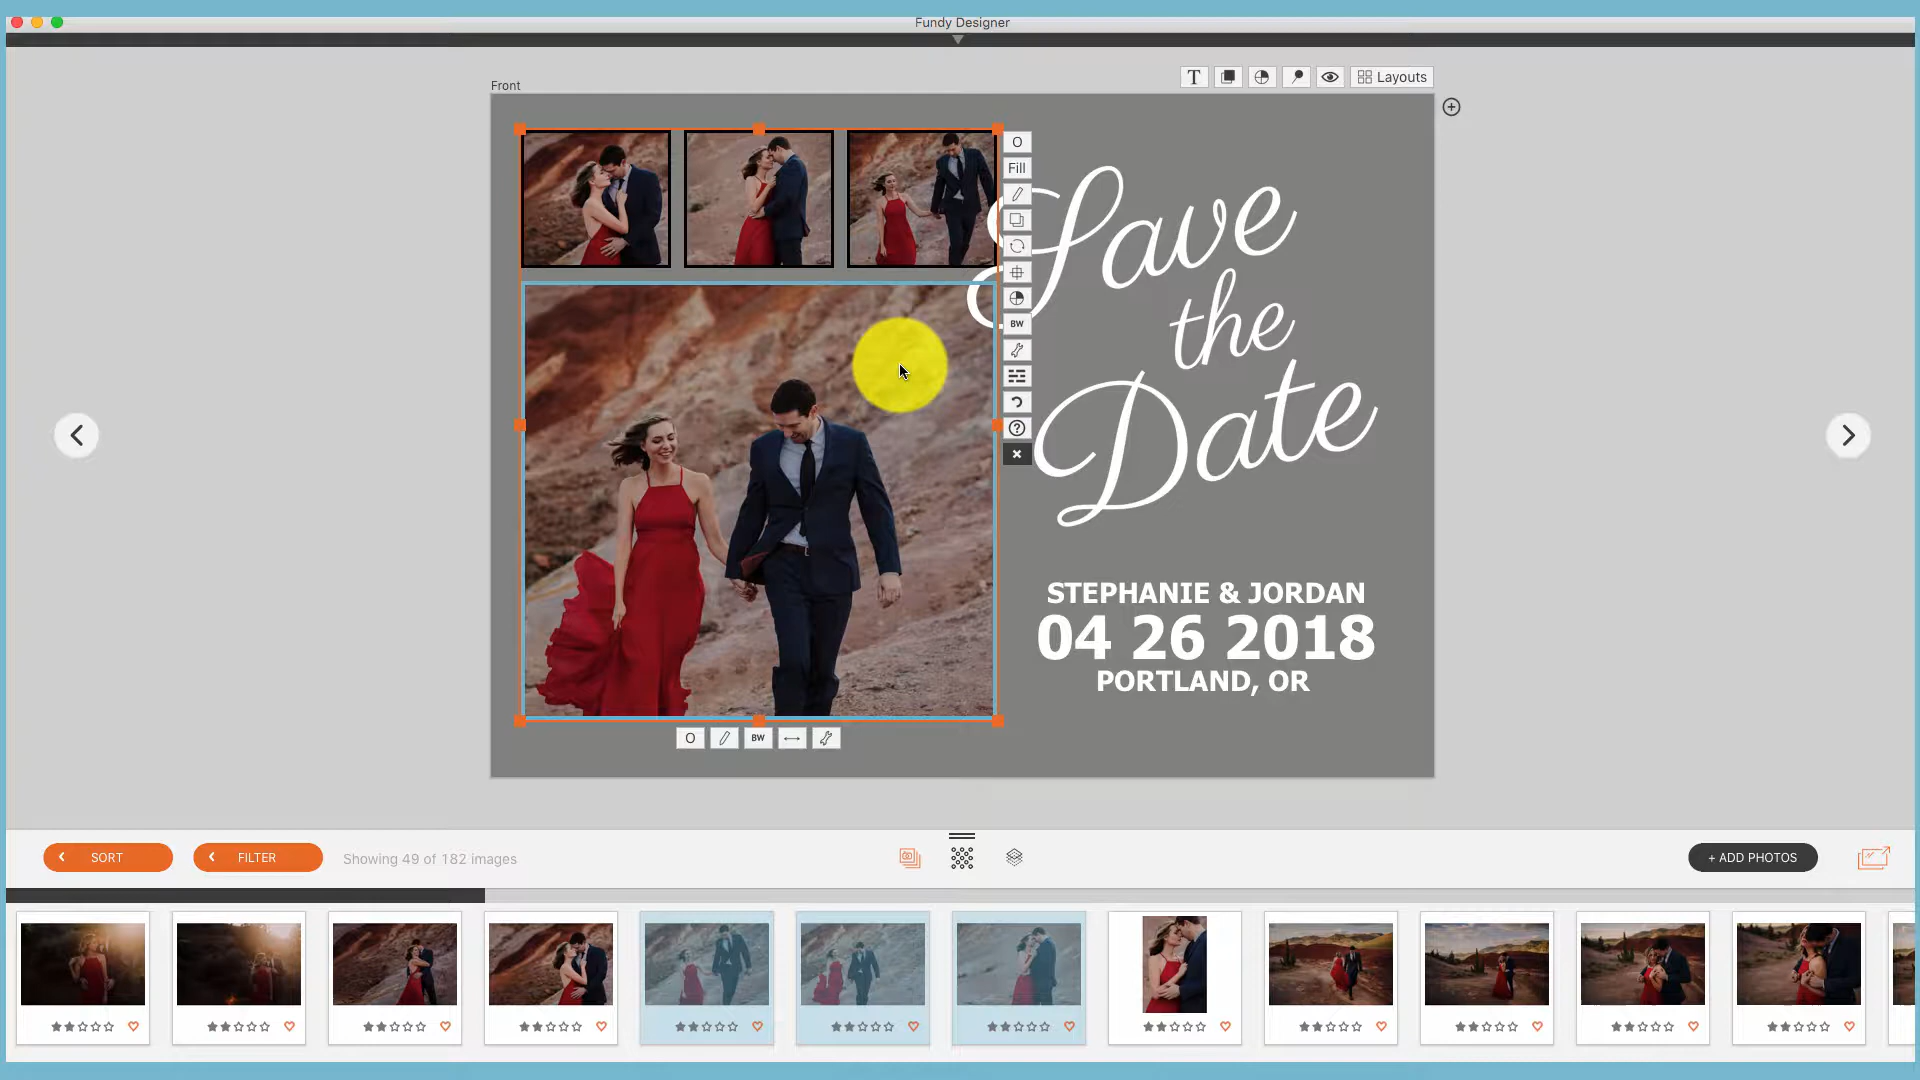 Fundy Designer
Front
T
Layouts
O
Fill
BW
Save
the
Date
STEPHANIE & JORDAN
04 26 2018
PORTLAND, OR
O
BW
SORT
FILTER
Showing 49 of 182 images
+ ADD PHOTOS